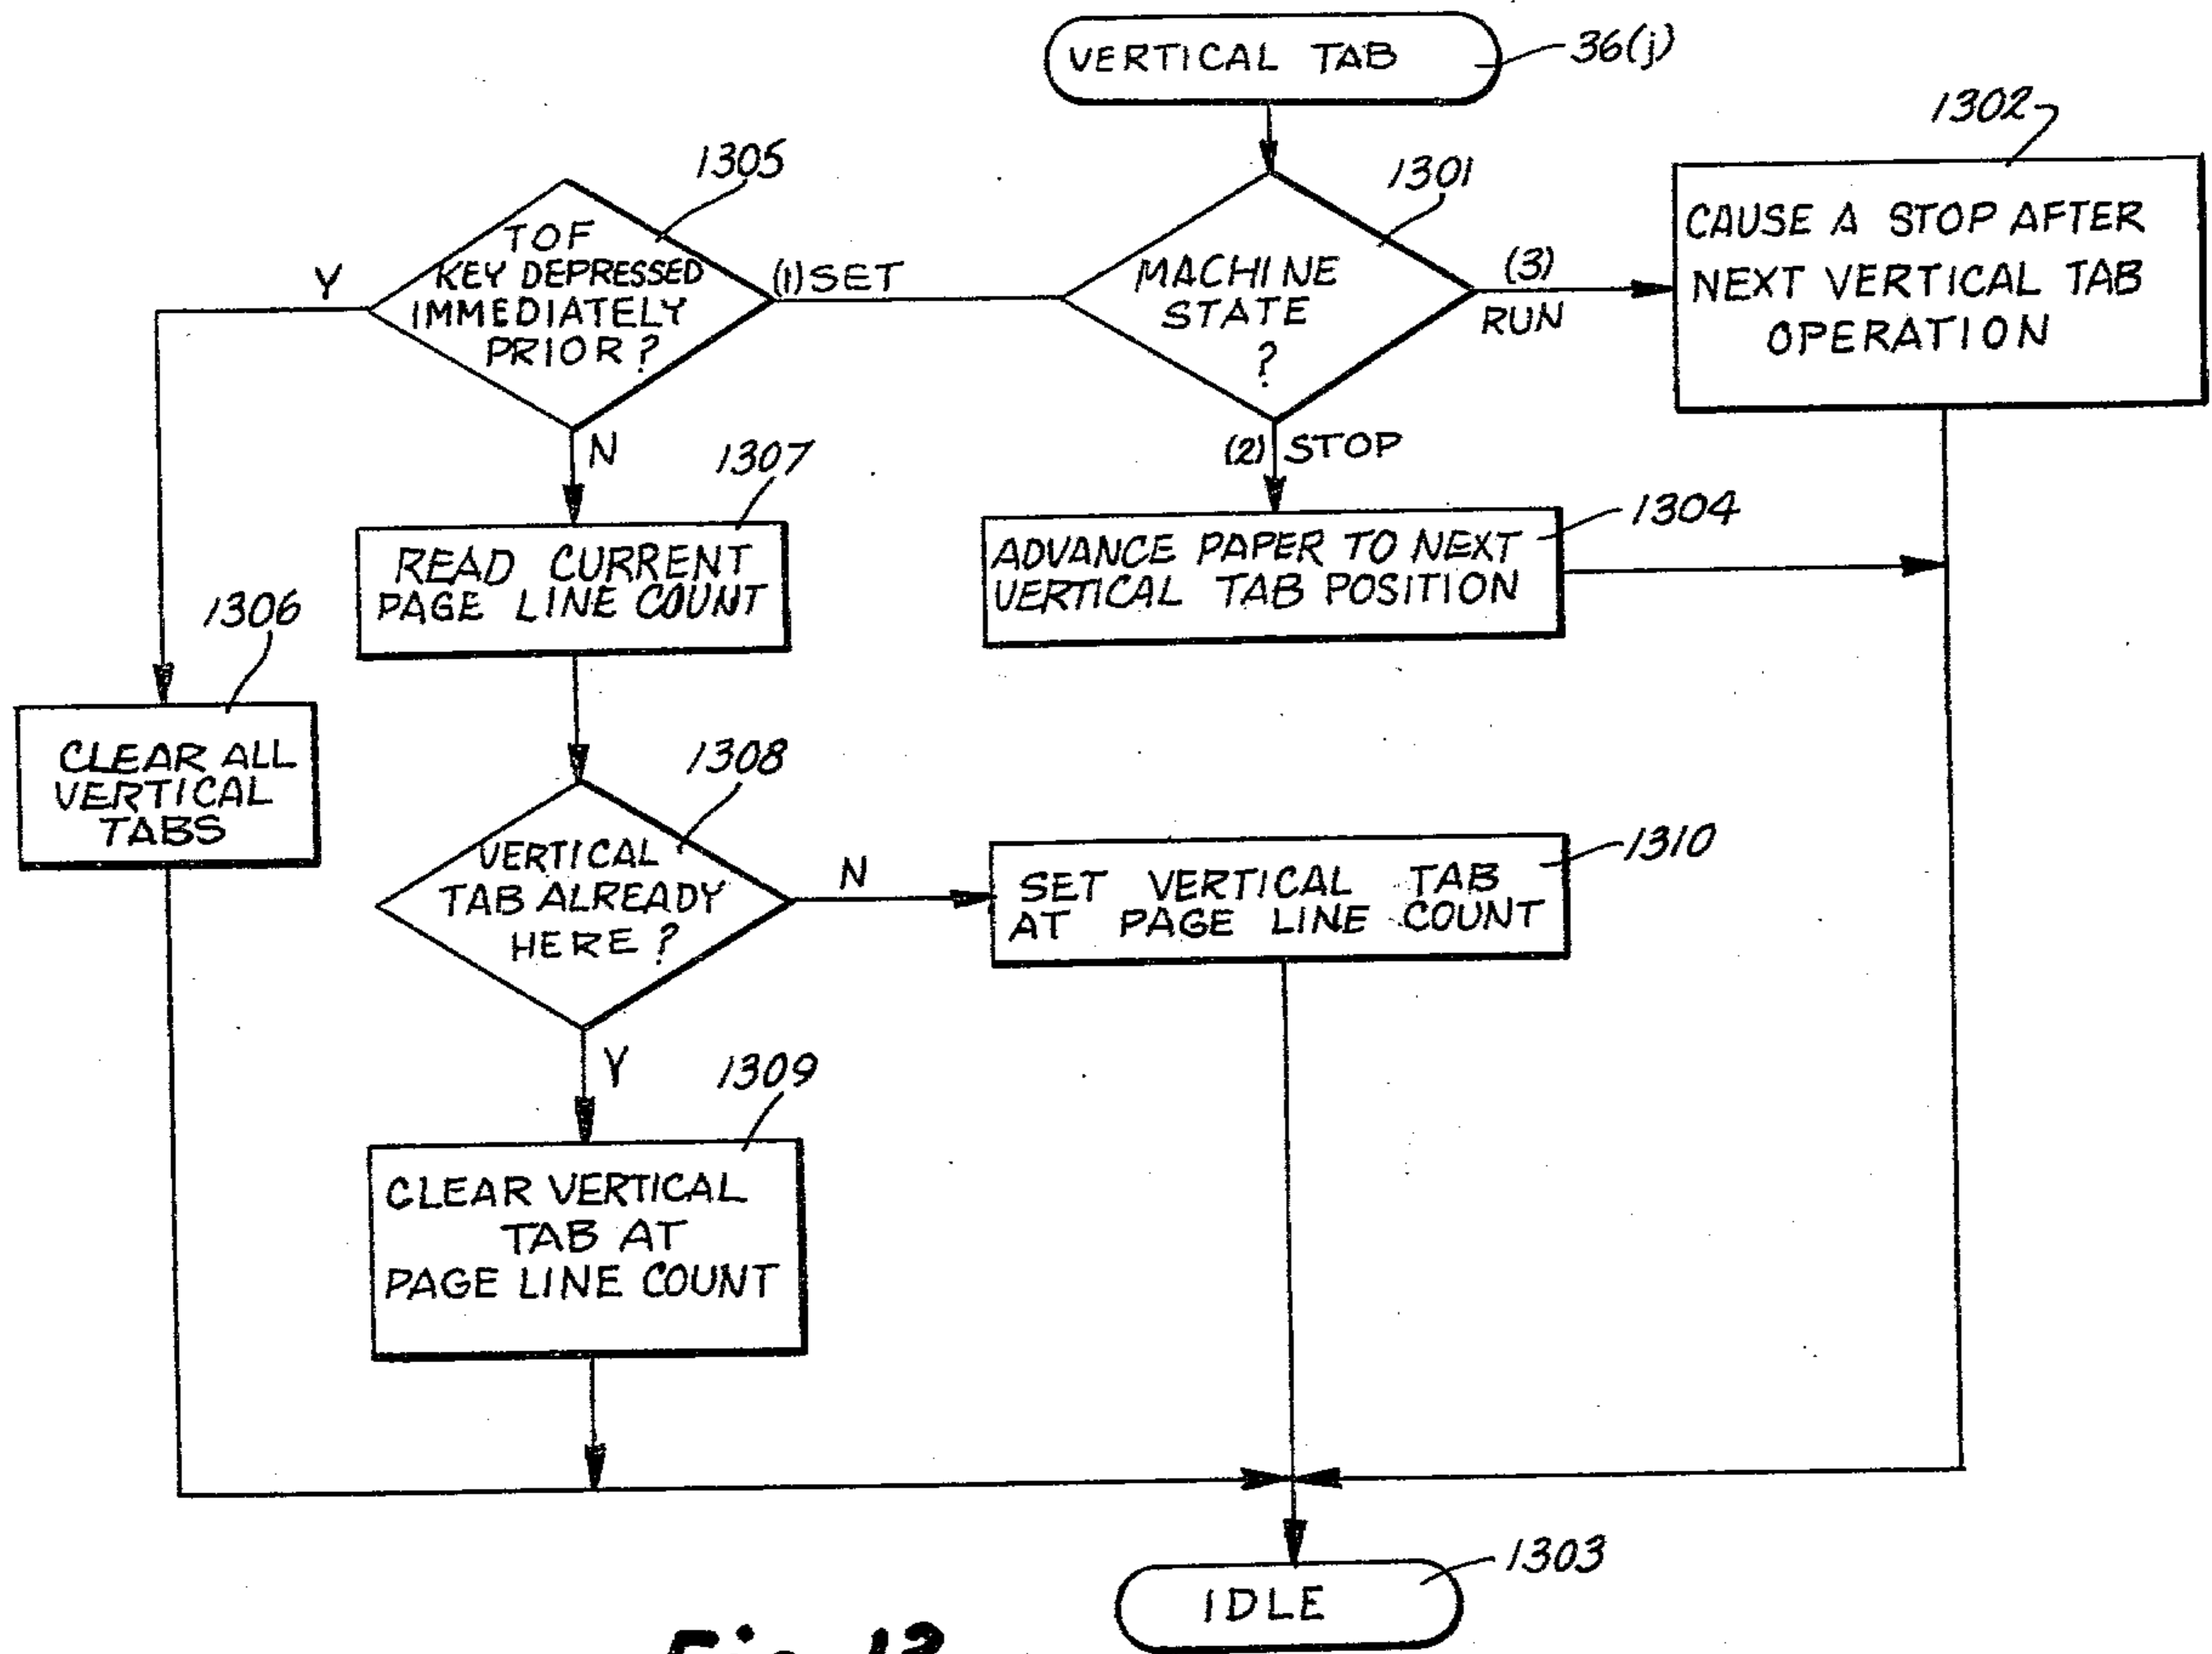 VERTICAL TAB
36(j)
1302
1305
1301
TOF
KEY DEPRESSED
IMMEDIATELY
PRIOR?
Y
(1) SET
MACHINE
STATE
?
(3)
RUN
CAUSE A STOP AFTER
NEXT VERTICAL TAB
OPERATION
N
(2) STOP
1307
1304
READ CURRENT
PAGE LINE COUNT
ADVANCE PAPER TO NEXT
VERTICAL TAB POSITION
1306
CLEAR ALL
VERTICAL
TABS
1308
VERTICAL
TAB ALREADY
HERE?
N
1310
SET VERTICAL TAB
AT PAGE LINE COUNT
Y
1309
CLEAR VERTICAL
TAB AT
PAGE LINE COUNT
1303
IDLE